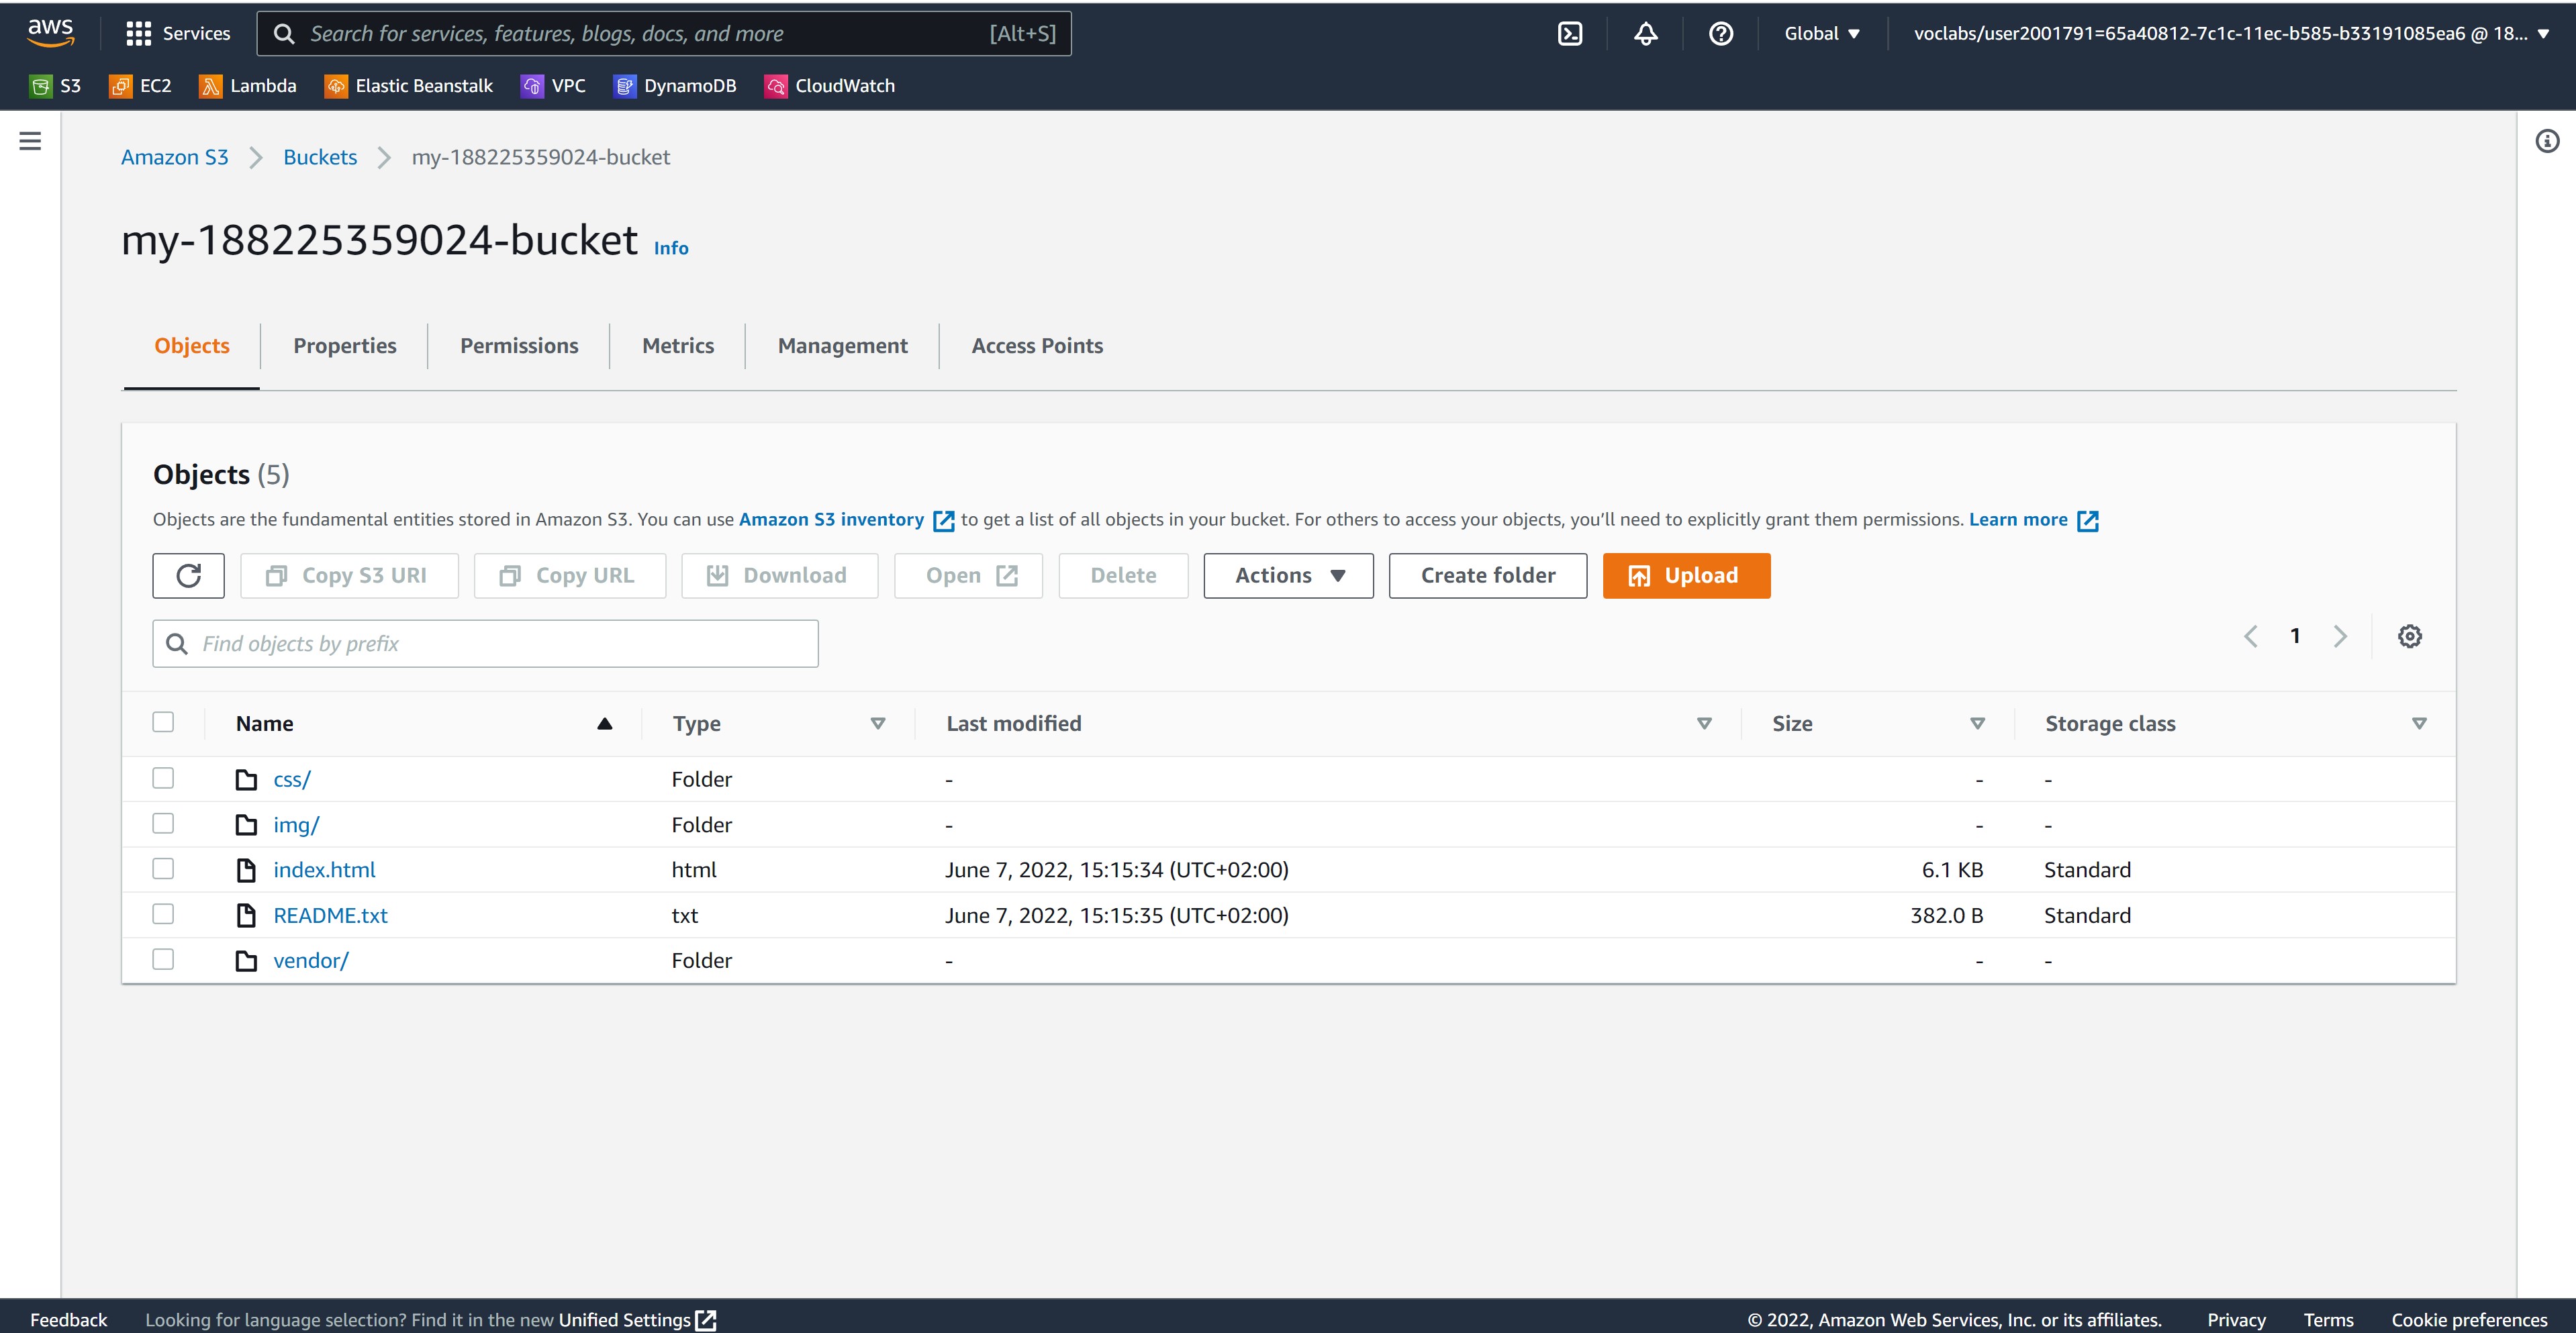 aws Services Search for services, features, blogs, docs, and more [Alt+S] Global voclabs/user2001791=65a40812-7c1c-11ec-b585-b33191085ea6 @ 18...
S3 EC2 Lambda Elastic Beanstalk VPC DynamoDB CloudWatch
Amazon S3 Buckets my-188225359024-bucket
my-188225359024-bucket Info
Objects Properties Permissions Metrics Management Access Points
Objects (5)
Objects are the fundamental entities stored in Amazon S3. You can use Amazon S3 inventory to get a list of all objects in your bucket. For others to access your objects, you’ll need to explicitly grant them permissions. Learn more
Copy S3 URI Copy URL Download Open Delete Actions Create folder Upload
Find objects by prefix 1
Name Type Last modified Size Storage class
css/ Folder - - -
img/ Folder - - -
index.html html June 7, 2022, 15:15:34 (UTC+02:00) 6.1 KB Standard
README.txt txt June 7, 2022, 15:15:35 (UTC+02:00) 382.0 B Standard
vendor/ Folder - - -
Feedback Looking for language selection? Find it in the new Unified Settings © 2022, Amazon Web Services, Inc. or its affiliates. Privacy Terms Cookie preferences